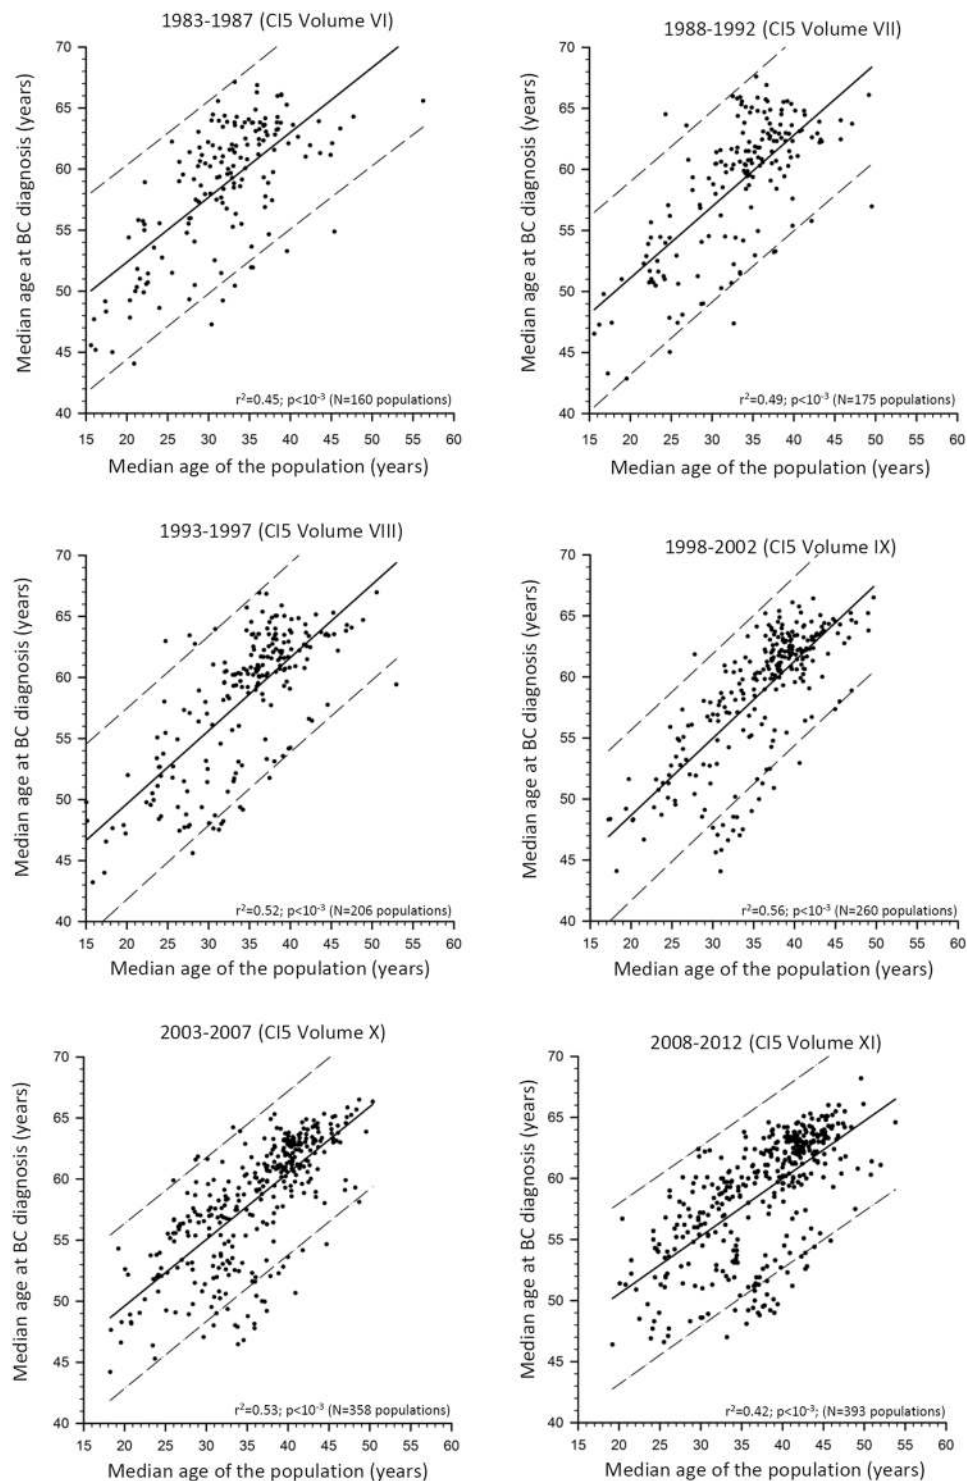 1983-1987 (CI5 Volume VI)
Median age at BC diagnosis (years)
70
65
60
55
50
45
40
r²=0.45; p<10⁻³ (N=160 populations)
15 20 25 30 35 40 45 50 55 60
Median age of the population (years)
1988-1992 (CI5 Volume VII)
Median age at BC diagnosis (years)
70
65
60
55
50
45
40
r²=0.49; p<10⁻³ (N=175 populations)
15 20 25 30 35 40 45 50 55 60
Median age of the population (years)
1993-1997 (CI5 Volume VIII)
Median age at BC diagnosis (years)
70
65
60
55
50
45
40
r²=0.52; p<10⁻³ (N=206 populations)
15 20 25 30 35 40 45 50 55 60
Median age of the population (years)
1998-2002 (CI5 Volume IX)
Median age at BC diagnosis (years)
70
65
60
55
50
45
40
r²=0.56; p<10⁻³ (N=260 populations)
15 20 25 30 35 40 45 50 55 60
Median age of the population (years)
2003-2007 (CI5 Volume X)
Median age at BC diagnosis (years)
70
65
60
55
50
45
40
r²=0.53; p<10⁻³ (N=358 populations)
15 20 25 30 35 40 45 50 55 60
Median age of the population (years)
2008-2012 (CI5 Volume XI)
Median age at BC diagnosis (years)
70
65
60
55
50
45
40
r²=0.42; p<10⁻³; (N=393 populations)
15 20 25 30 35 40 45 50 55 60
Median age of the population (years)